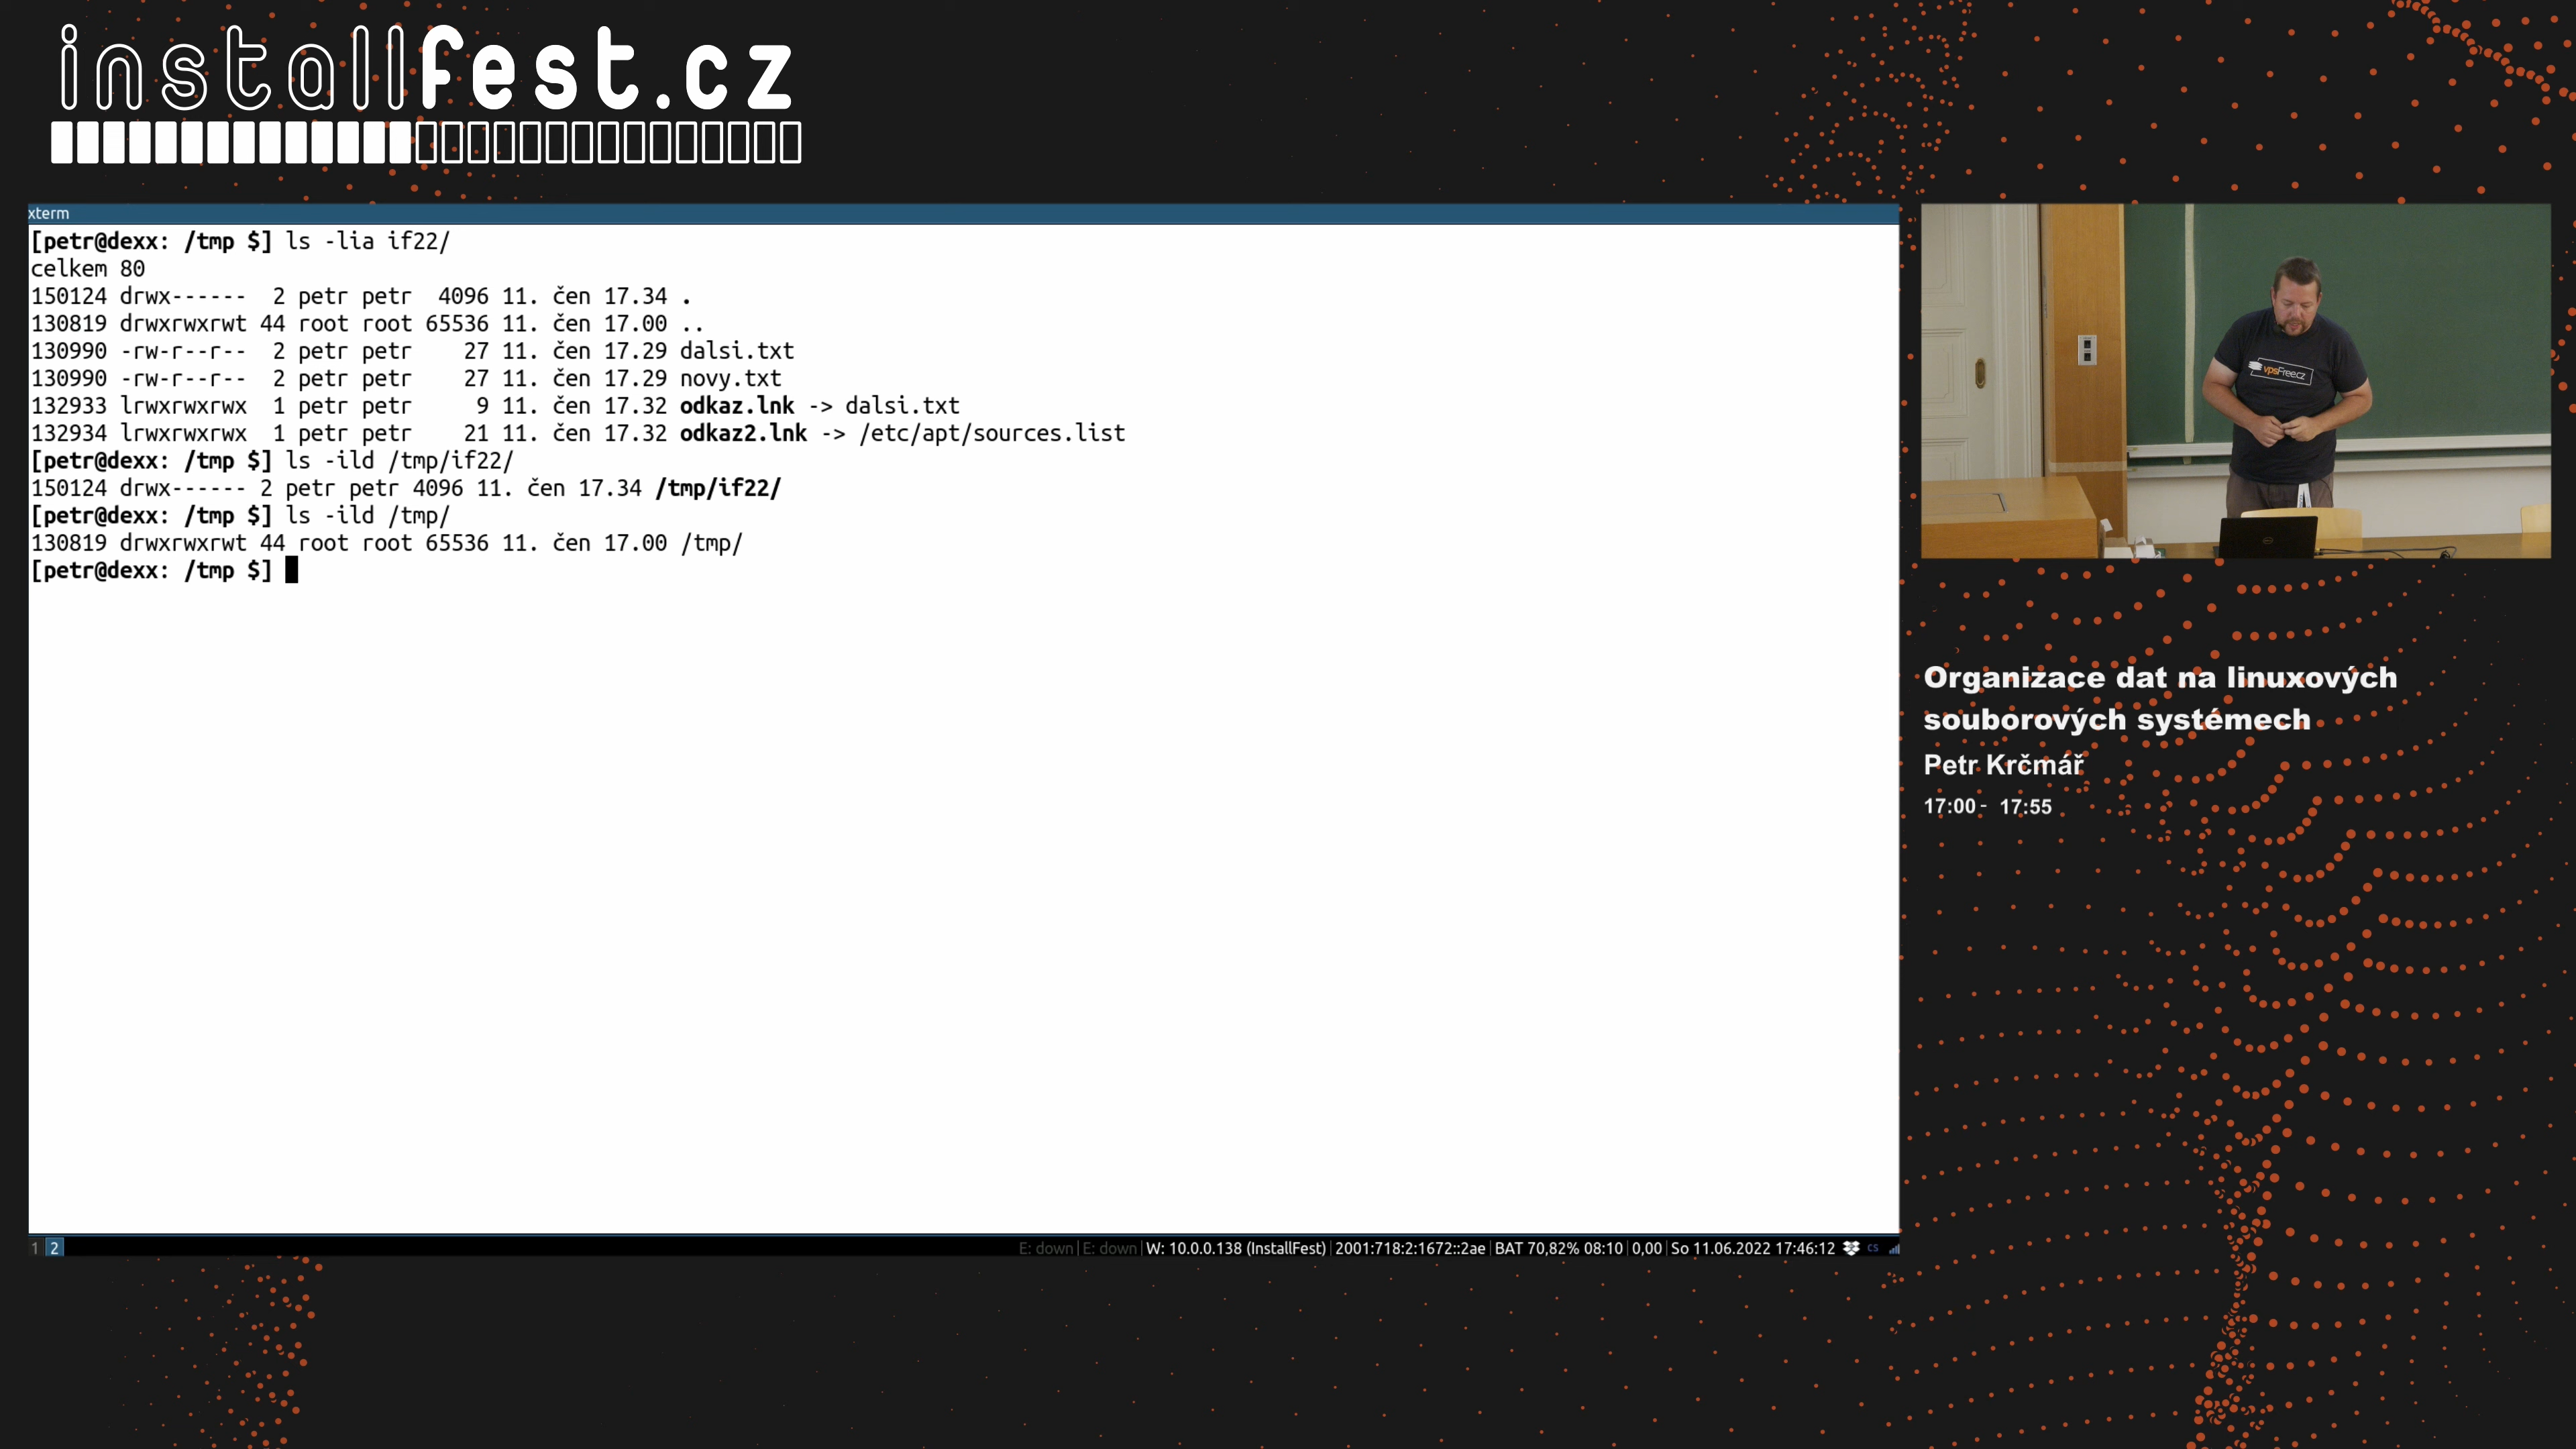 installfest.cz
xterm
[petr@dexx: /tmp $] ls -lia if22/
celkem 80
150124 drwx------  2 petr petr  4096 11. čen 17.34 .
130819 drwxrwxrwt 44 root root 65536 11. čen 17.00 ..
130990 -rw-r--r--  2 petr petr    27 11. čen 17.29 dalsi.txt
130990 -rw-r--r--  2 petr petr    27 11. čen 17.29 novy.txt
132933 lrwxrwxrwx  1 petr petr     9 11. čen 17.32 odkaz.lnk -> dalsi.txt
132934 lrwxrwxrwx  1 petr petr    21 11. čen 17.32 odkaz2.lnk -> /etc/apt/sources.list
[petr@dexx: /tmp $] ls -ild /tmp/if22/
150124 drwx------ 2 petr petr 4096 11. čen 17.34 /tmp/if22/
[petr@dexx: /tmp $] ls -ild /tmp/
130819 drwxrwxrwt 44 root root 65536 11. čen 17.00 /tmp/
[petr@dexx: /tmp $]
1 2
E: down | E: down | W: 10.0.0.138 (InstallFest) | 2001:718:2:1672::2ae | BAT 70,82% 08:10 | 0,00 | So 11.06.2022 17:46:12 cs
vpsFree.cz
Organizace dat na linuxových
souborových systémech
Petr Krčmář
17:00 - 17:55